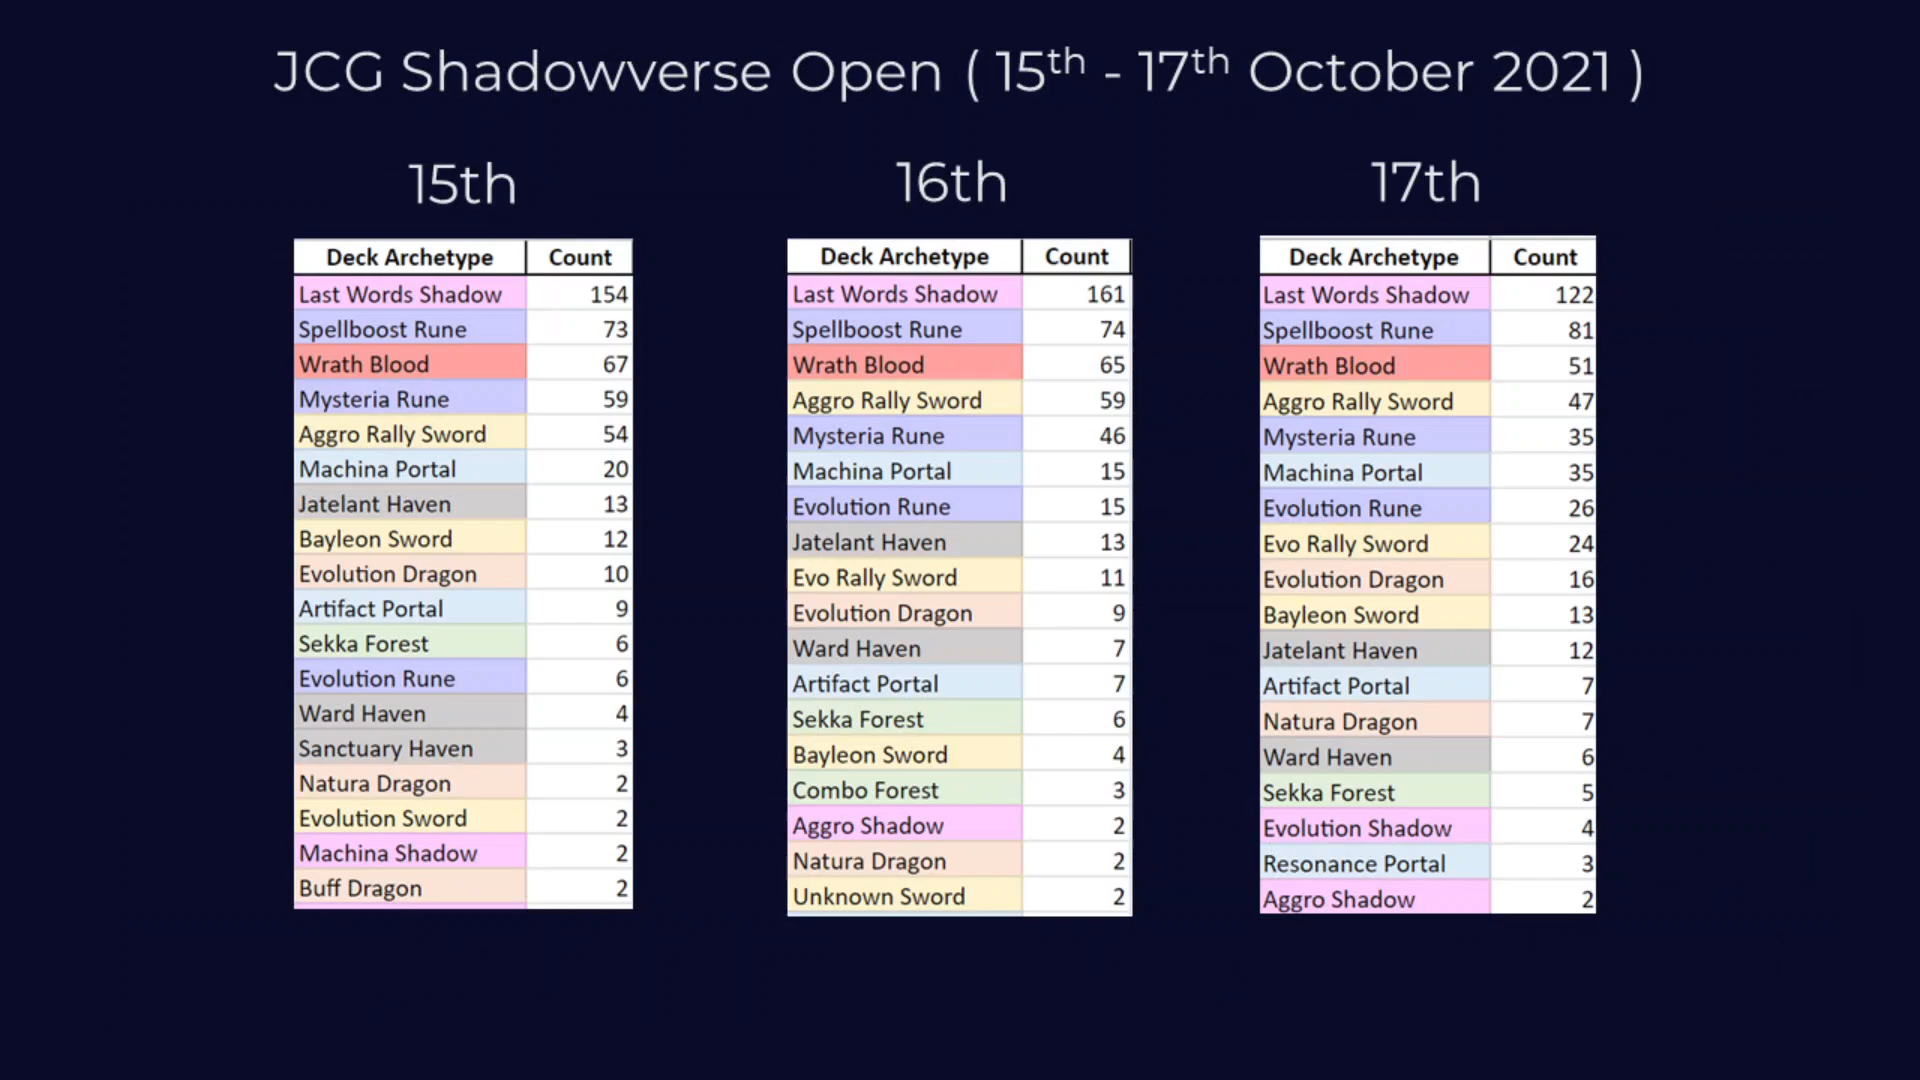 JCG Shadowverse Open ( 15th - 17th October 2021 )
15th
Deck Archetype Count
Last Words Shadow 154
Spellboost Rune 73
Wrath Blood 67
Mysteria Rune 59
Aggro Rally Sword 54
Machina Portal 20
Jatelant Haven 13
Bayleon Sword 12
Evolution Dragon 10
Artifact Portal 9
Sekka Forest 6
Evolution Rune 6
Ward Haven 4
Sanctuary Haven 3
Natura Dragon 2
Evolution Sword 2
Machina Shadow 2
Buff Dragon 2
16th
Deck Archetype Count
Last Words Shadow 161
Spellboost Rune 74
Wrath Blood 65
Aggro Rally Sword 59
Mysteria Rune 46
Machina Portal 15
Evolution Rune 15
Jatelant Haven 13
Evo Rally Sword 11
Evolution Dragon 9
Ward Haven 7
Artifact Portal 7
Sekka Forest 6
Bayleon Sword 4
Combo Forest 3
Aggro Shadow 2
Natura Dragon 2
Unknown Sword 2
17th
Deck Archetype Count
Last Words Shadow 122
Spellboost Rune 81
Wrath Blood 51
Aggro Rally Sword 47
Mysteria Rune 35
Machina Portal 35
Evolution Rune 26
Evo Rally Sword 24
Evolution Dragon 16
Bayleon Sword 13
Jatelant Haven 12
Artifact Portal 7
Natura Dragon 7
Ward Haven 6
Sekka Forest 5
Evolution Shadow 4
Resonance Portal 3
Aggro Shadow 2